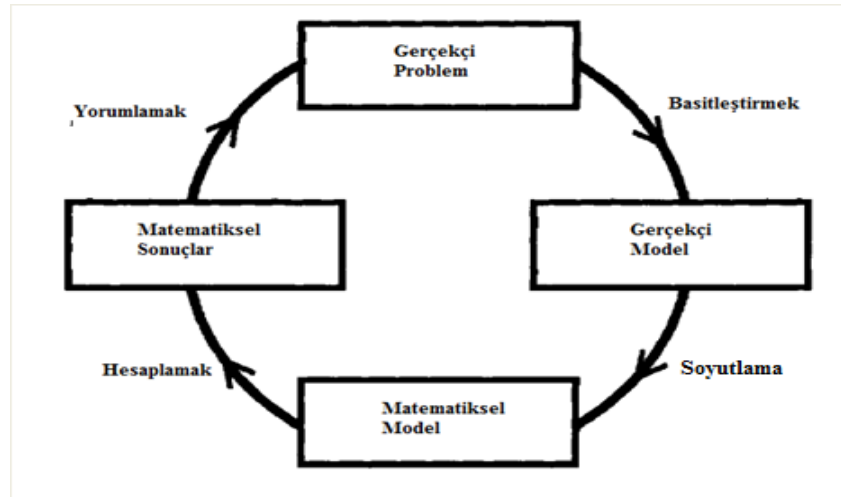 Gerçekçi
Problem
Yorumlamak
Basitleştirmek
Matematiksel
Sonuçlar
Gerçekçi
Model
Hesaplamak
Soyutlama
Matematiksel
Model